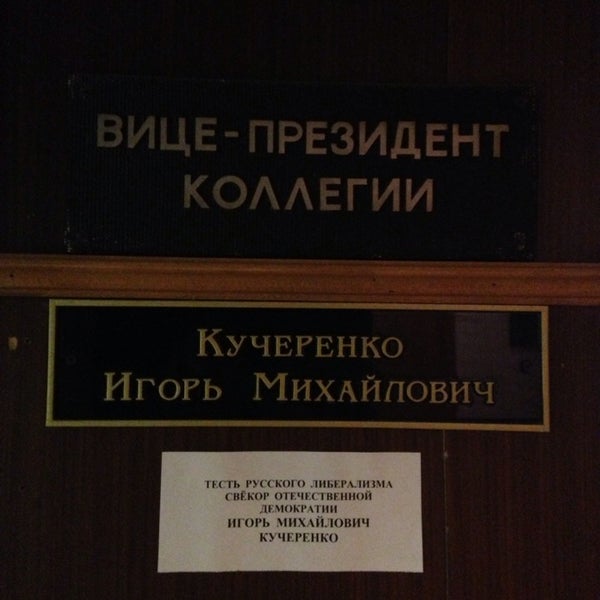 ВИЦЕ-ПРЕЗИДЕНТ
КОЛЛЕГИИ
КУЧЕРЕНКО
ИГОРЬ МИХАЙЛОВИЧ
ТЕСТЬ РУССКОГО ЛИБЕРАЛИЗМА
СВЁКОР ОТЕЧЕСТВЕННОЙ
ДЕМОКРАТИИ
ИГОРЬ МИХАЙЛОВИЧ
КУЧЕРЕНКО